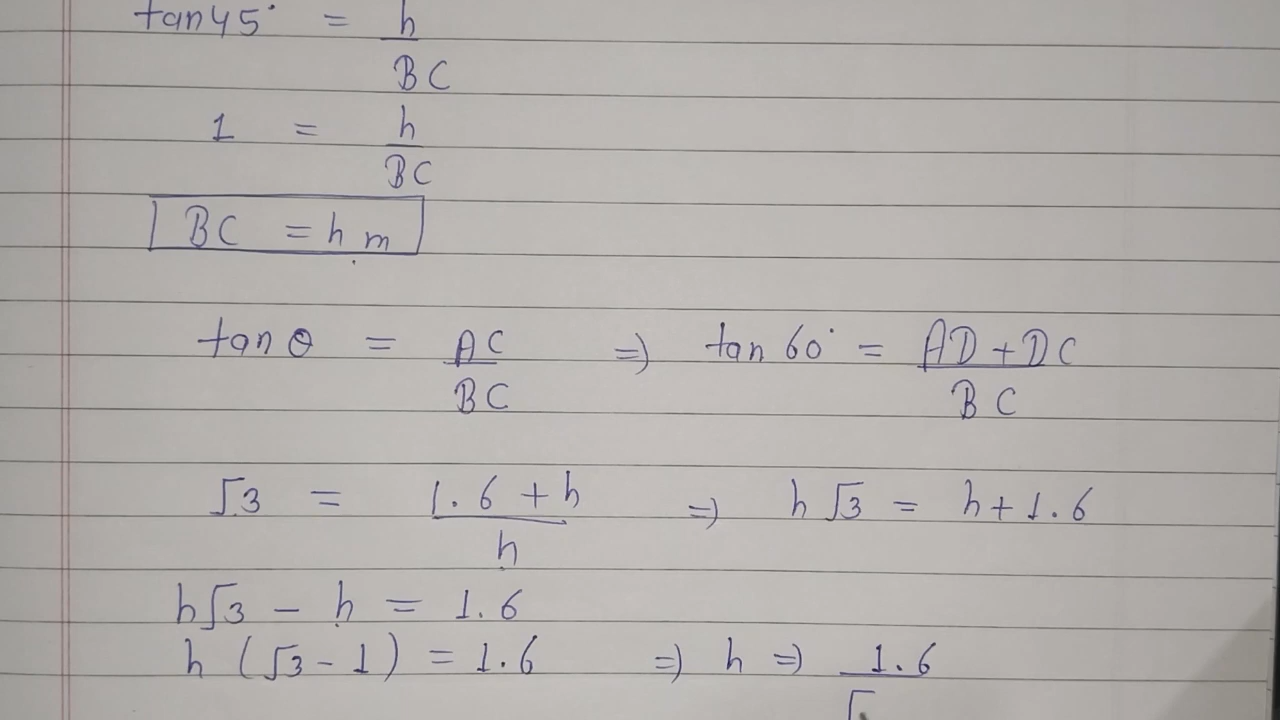 tan45° = h
BC
1 = h
BC
BC = h m
tan θ = AC ⇒ tan 60° = AD + DC
BC BC
√3 = 1.6 + h ⇒ h √3 = h + 1.6
h
h√3 - h = 1.6
h (√3 - 1) = 1.6 ⇒ h ⇒ 1.6
√